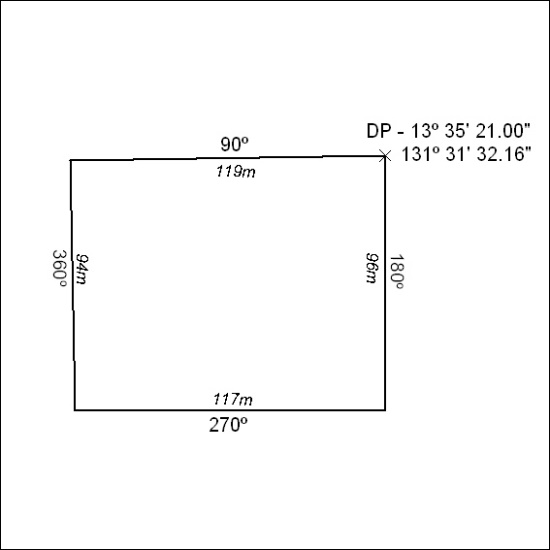 DP - 13º 35' 21.00"
90º
131º 31' 32.16"
119m
360º
94m
96m
180º
117m
270º